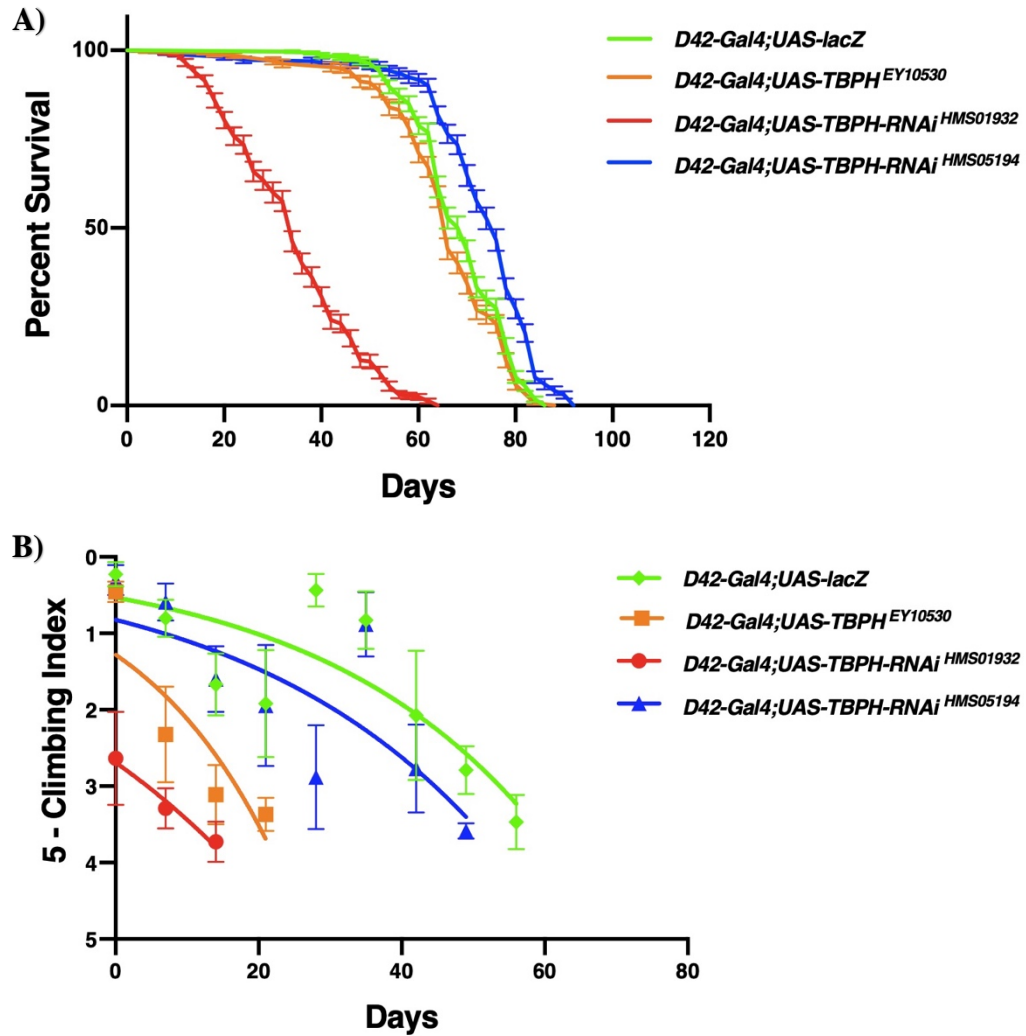 A)
D42-Gal4;UAS-lacZ
D42-Gal4;UAS-TBPH EY10530
D42-Gal4;UAS-TBPH-RNAi HMS01932
D42-Gal4;UAS-TBPH-RNAi HMS05194
Percent Survival
100
50
0
0 20 40 60 80 100 120
Days
B)
D42-Gal4;UAS-lacZ
D42-Gal4;UAS-TBPH EY10530
D42-Gal4;UAS-TBPH-RNAi HMS01932
D42-Gal4;UAS-TBPH-RNAi HMS05194
5 - Climbing Index
0
1
2
3
4
5
0 20 40 60 80
Days